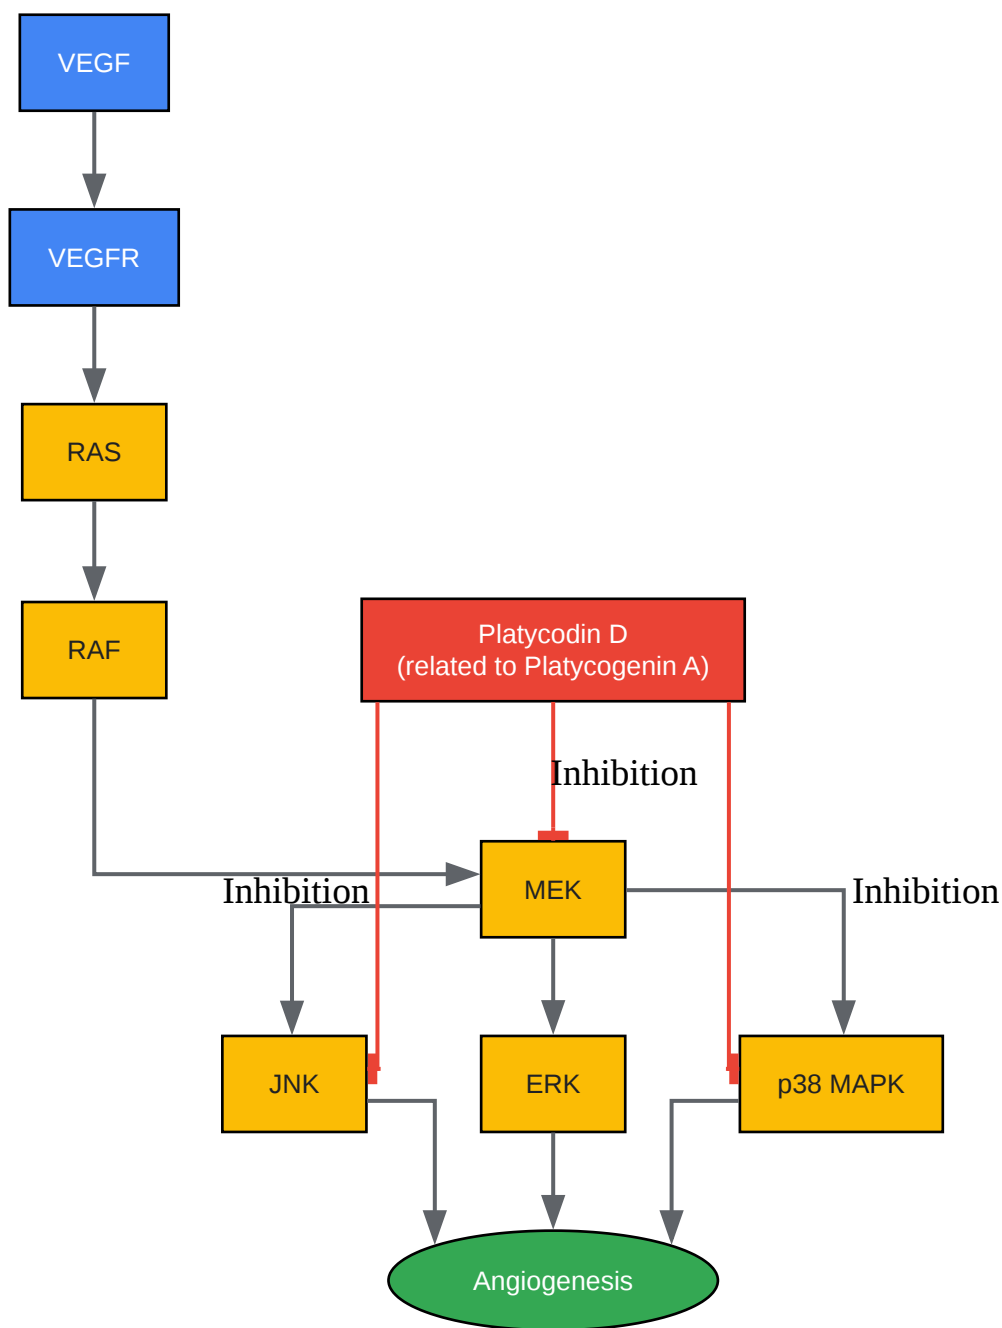 VEGF
VEGFR
RAS
RAF
Platycodin D
(related to Platycogenin A)
Inhibition
MEK
Inhibition
Inhibition
JNK
ERK
p38 MAPK
Angiogenesis